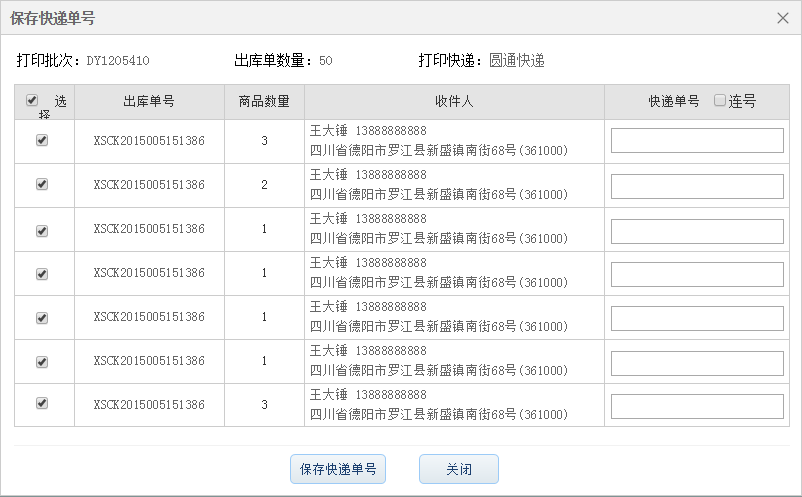 保存快递单号
打印批次：DY1205410 出库单数量：50 打印快递：圆通快递
选择 出库单号 商品数量 收件人 快递单号 连号
XSCK2015005151386 3 王大锤 13888888888
四川省德阳市罗江县新盛镇南街68号(361000)
XSCK2015005151386 2 王大锤 13888888888
四川省德阳市罗江县新盛镇南街68号(361000)
XSCK2015005151386 1 王大锤 13888888888
四川省德阳市罗江县新盛镇南街68号(361000)
XSCK2015005151386 1 王大锤 13888888888
四川省德阳市罗江县新盛镇南街68号(361000)
XSCK2015005151386 1 王大锤 13888888888
四川省德阳市罗江县新盛镇南街68号(361000)
XSCK2015005151386 1 王大锤 13888888888
四川省德阳市罗江县新盛镇南街68号(361000)
XSCK2015005151386 3 王大锤 13888888888
四川省德阳市罗江县新盛镇南街68号(361000)
保存快递单号 关闭